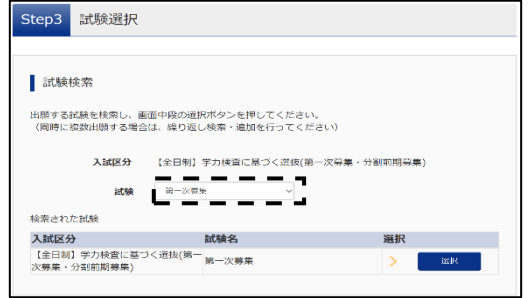 Step3 試験選択
試験検索
出願する試験を検索し、画面中段の選択ボタンを押してください。
（同時に複数出願する場合は、繰り返し検索・追加を行ってください）
入試区分 【全日制】学力検査に基づく選抜(第一次募集・分割前期募集)
試験 第一次募集
検索された試験
入試区分 試験名 選択
【全日制】学力検査に基づく選抜(第一
次募集・分割前期募集) 第一次募集 選択